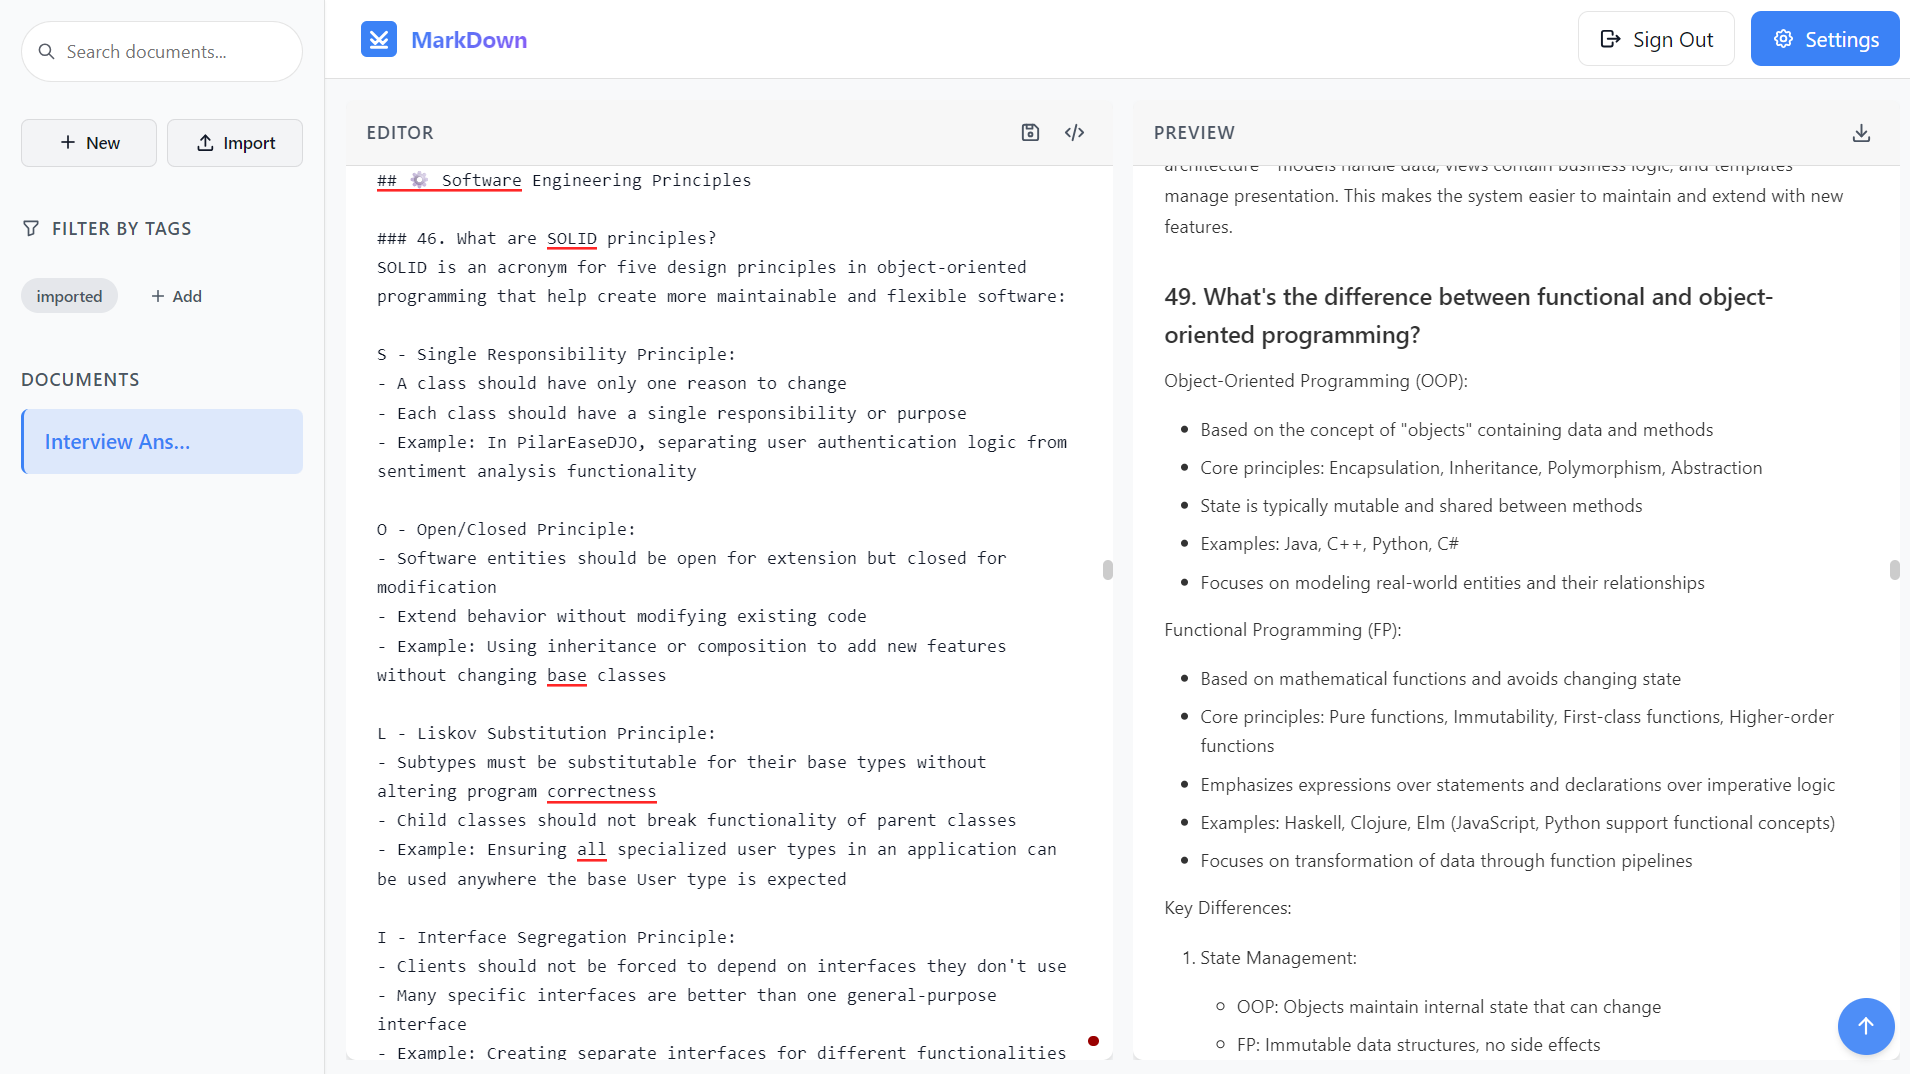 Search documents...
New
Import
FILTER BY TAGS
imported
Add
DOCUMENTS
Interview Ans...
MarkDown
Sign Out
Settings
EDITOR
## ⚙️ Software Engineering Principles
### 46. What are SOLID principles?
SOLID is an acronym for five design principles in object-oriented
programming that help create more maintainable and flexible software:
S - Single Responsibility Principle:
- A class should have only one reason to change
- Each class should have a single responsibility or purpose
- Example: In PilarEaseDJO, separating user authentication logic from
sentiment analysis functionality
O - Open/Closed Principle:
- Software entities should be open for extension but closed for
modification
- Extend behavior without modifying existing code
- Example: Using inheritance or composition to add new features
without changing base classes
L - Liskov Substitution Principle:
- Subtypes must be substitutable for their base types without
altering program correctness
- Child classes should not break functionality of parent classes
- Example: Ensuring all specialized user types in an application can
be used anywhere the base User type is expected
I - Interface Segregation Principle:
- Clients should not be forced to depend on interfaces they don't use
- Many specific interfaces are better than one general-purpose
interface
- Example: Creating separate interfaces for different functionalities
PREVIEW
architecture - models handle data, views contain business logic, and templates
manage presentation. This makes the system easier to maintain and extend with new
features.
49. What's the difference between functional and object-
oriented programming?
Object-Oriented Programming (OOP):
• Based on the concept of "objects" containing data and methods
• Core principles: Encapsulation, Inheritance, Polymorphism, Abstraction
• State is typically mutable and shared between methods
• Examples: Java, C++, Python, C#
• Focuses on modeling real-world entities and their relationships
Functional Programming (FP):
• Based on mathematical functions and avoids changing state
• Core principles: Pure functions, Immutability, First-class functions, Higher-order
functions
• Emphasizes expressions over statements and declarations over imperative logic
• Examples: Haskell, Clojure, Elm (JavaScript, Python support functional concepts)
• Focuses on transformation of data through function pipelines
Key Differences:
1. State Management:
○ OOP: Objects maintain internal state that can change
○ FP: Immutable data structures, no side effects